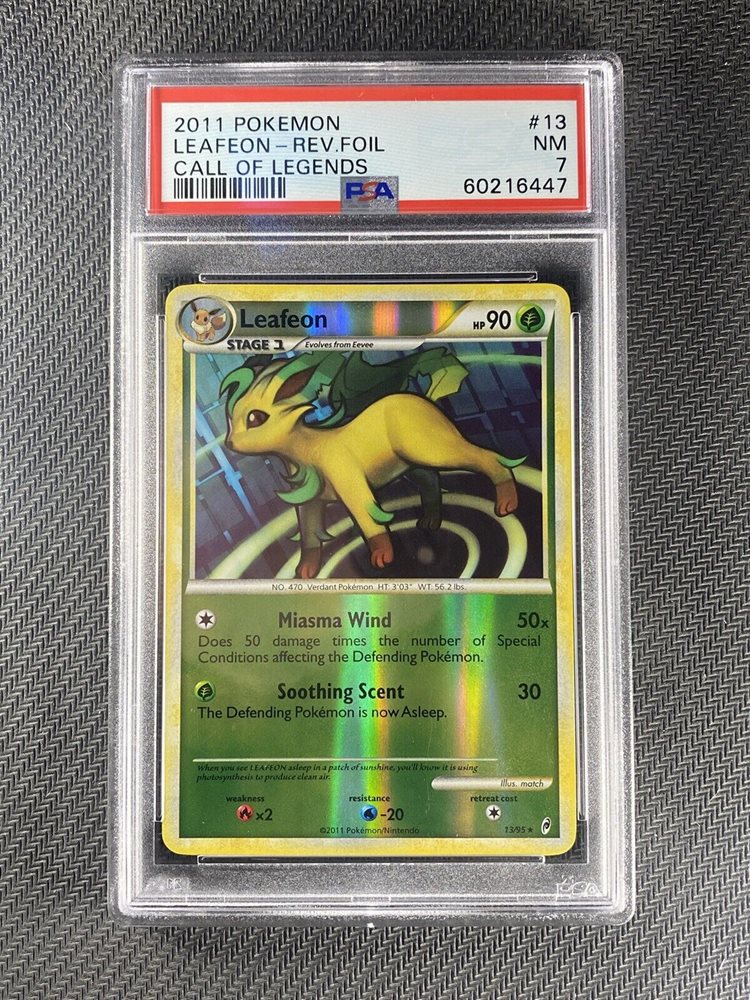 2011 POKEMON #13
LEAFEON - REV.FOIL NM
CALL OF LEGENDS 7
PSA 60216447
Leafeon HP 90
STAGE 1 Evolves from Eevee
NO. 470 Verdant Pokémon HT: 3'03" WT: 56.2 lbs.
Miasma Wind 50x
Does 50 damage times the number of Special
Conditions affecting the Defending Pokémon.
Soothing Scent 30
The Defending Pokémon is now Asleep.
When you see LEAFEON asleep in a patch of sunshine, you'll know it is using
photosynthesis to produce clean air.
Illus. match
weakness resistance retreat cost
x2 -20
©2011 Pokémon/Nintendo 13/95 ★